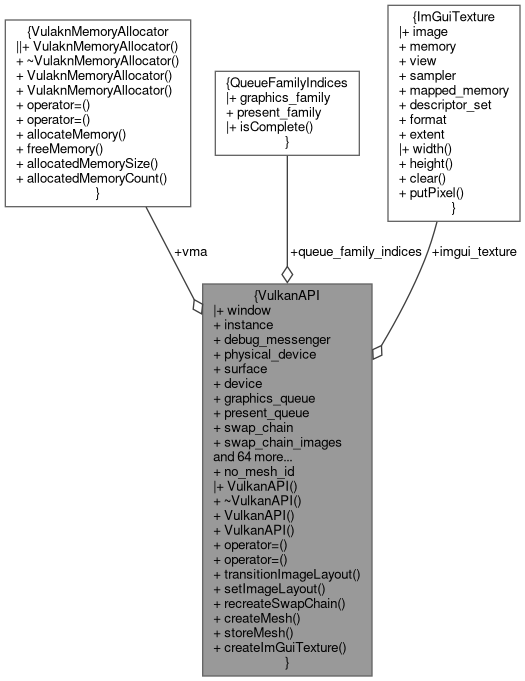 {VulaknMemoryAllocator
||+ VulaknMemoryAllocator()
+ ~VulaknMemoryAllocator()
+ VulaknMemoryAllocator()
+ VulaknMemoryAllocator()
+ operator=()
+ operator=()
+ allocateMemory()
+ freeMemory()
+ allocatedMemorySize()
+ allocatedMemoryCount()
}
{QueueFamilyIndices
|+ graphics_family
+ present_family
|+ isComplete()
}
{ImGuiTexture
|+ image
+ memory
+ view
+ sampler
+ mapped_memory
+ descriptor_set
+ format
+ extent
|+ width()
+ height()
+ clear()
+ putPixel()
}
+vma
+queue_family_indices
+imgui_texture
{VulkanAPI
|+ window
+ instance
+ debug_messenger
+ physical_device
+ surface
+ device
+ graphics_queue
+ present_queue
+ swap_chain
+ swap_chain_images
and 64 more...
+ no_mesh_id
|+ VulkanAPI()
+ ~VulkanAPI()
+ VulkanAPI()
+ VulkanAPI()
+ operator=()
+ operator=()
+ transitionImageLayout()
+ setImageLayout()
+ recreateSwapChain()
+ createMesh()
+ storeMesh()
+ createImGuiTexture()
}